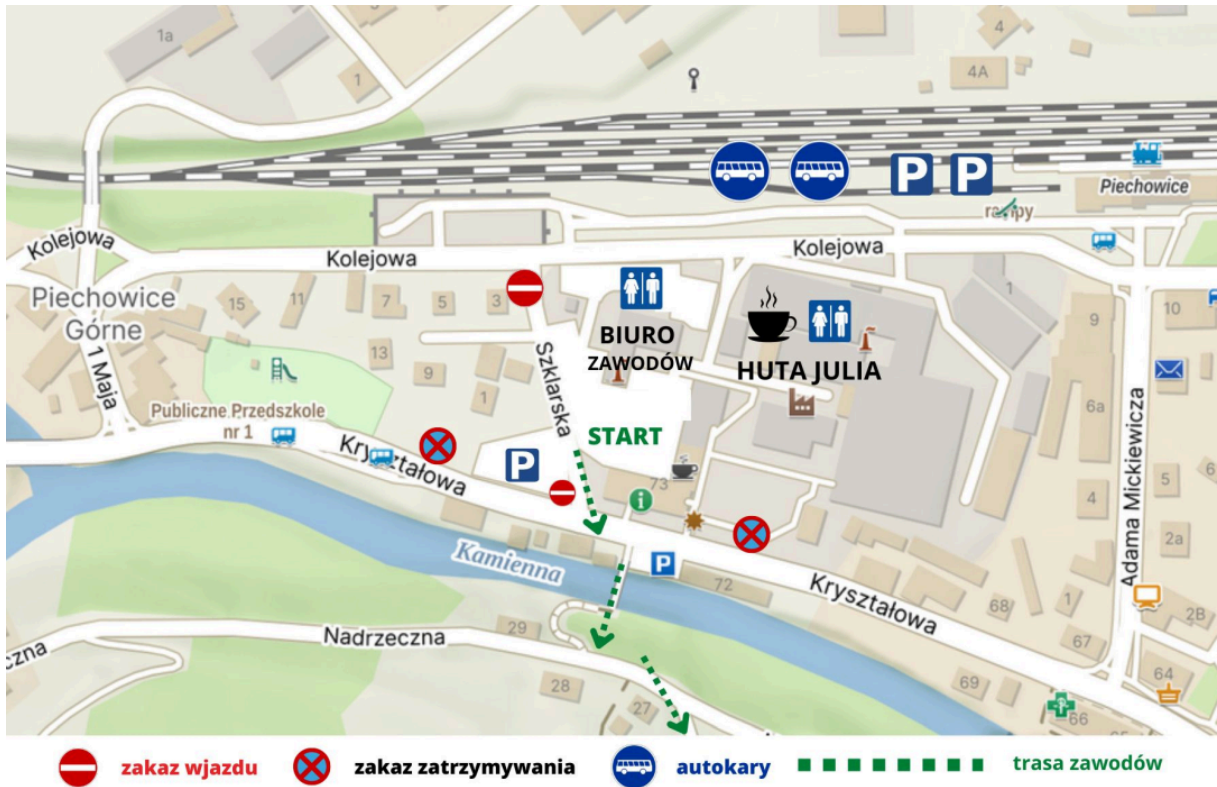 1a
1
4
4A
Piechowice
rampy
Kolejowa
Kolejowa
Kolejowa
Piechowice
Górne
15
11
7
5
3
BIURO
ZAWODÓW
HUTA JULIA
1
9
10
13
9
1
Szklarska
1 Maja
Publiczne Przedszkole
nr 1
START
6a
Adama Mickiewicza
Kryształowa
73
4
5
6
2a
Kamienna
72
Kryształowa
68
1
2B
67
Nadrzeczna
29
28
27
69
64
66
65
zakaz wjazdu
zakaz zatrzymywania
autokary
trasa zawodów